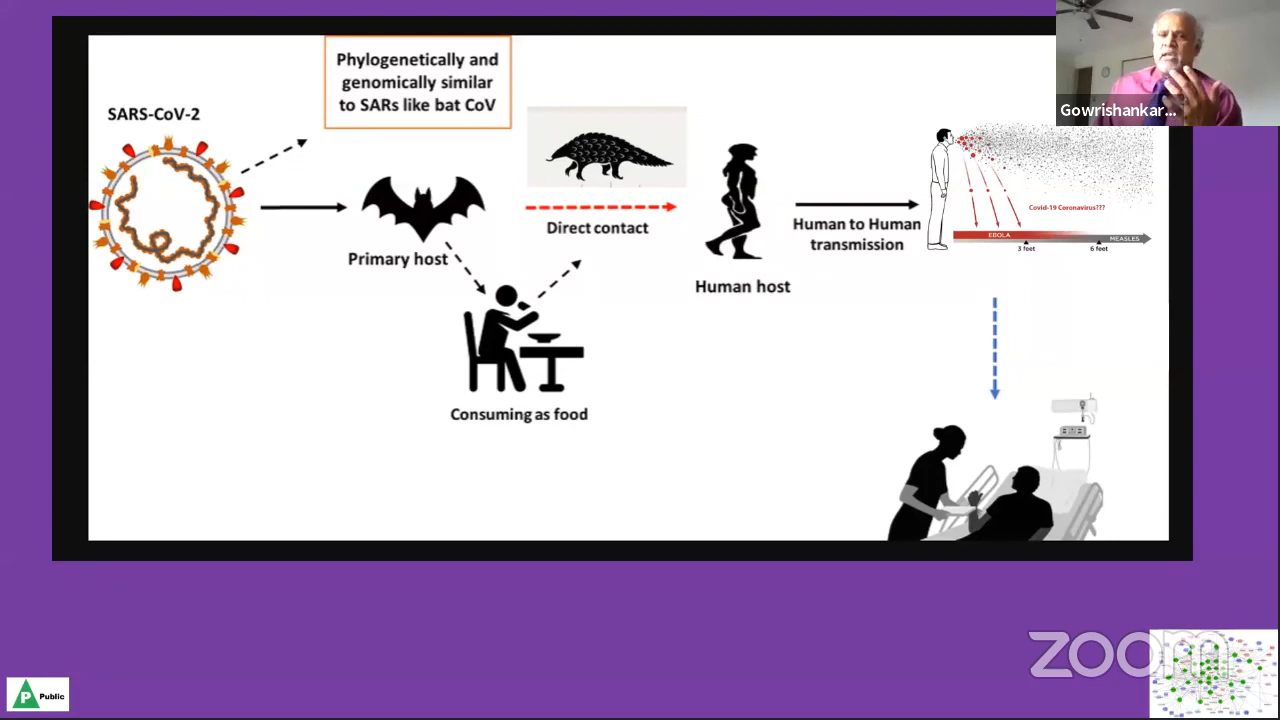 Phylogenetically and
genomically similar
to SARs like bat CoV
Gowrishankar...
SARS-CoV-2
Primary host
Direct contact
Human host
Human to Human
transmission
Covid-19 Coronavirus???
EBOLA
MEASLES
3 feet
6 feet
Consuming as food
zoom
P Public